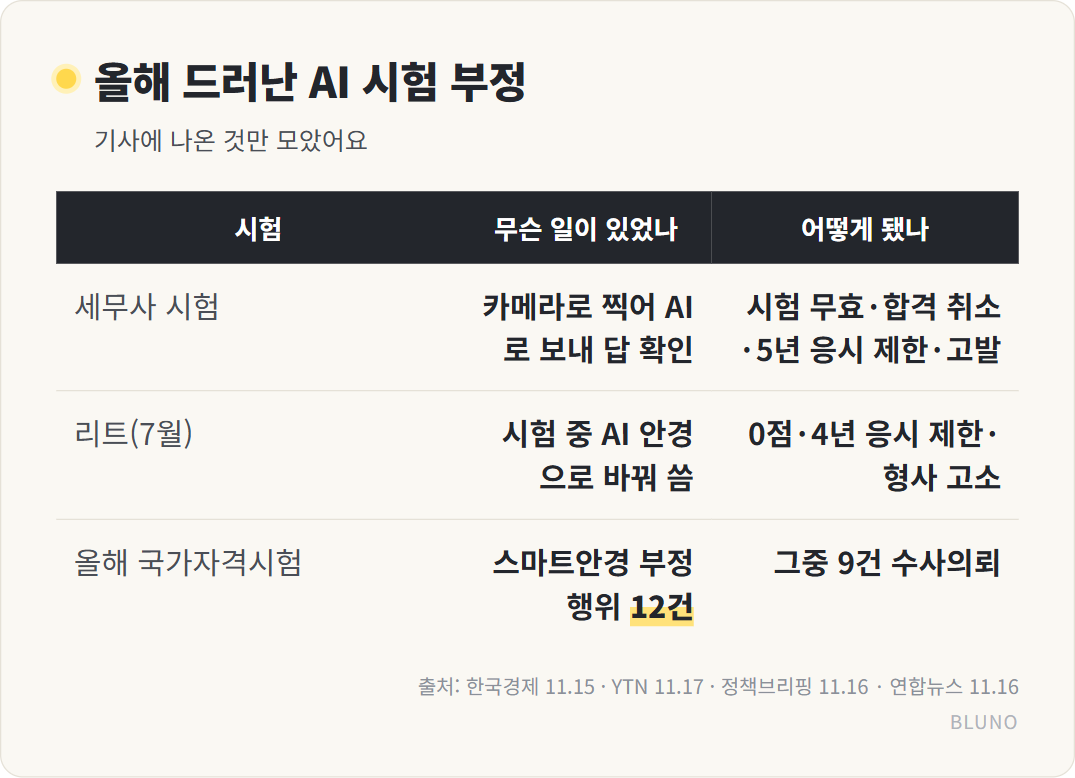 올해 드러난 AI 시험 부정
기사에 나온 것만 모았어요
시험 무슨 일이 있었나 어떻게 됐나
세무사 시험
카메라로 찍어 AI
로 보내 답 확인
시험 무효·합격 취소
·5년 응시 제한·고발
리트(7월)
시험 중 AI 안경
으로 바꿔 씀
0점·4년 응시 제한·
형사 고소
올해 국가자격시험
스마트안경 부정
행위 12건
그중 9건 수사의뢰
출처: 한국경제 11.15 · YTN 11.17 · 정책브리핑 11.16 · 연합뉴스 11.16
BLUNO